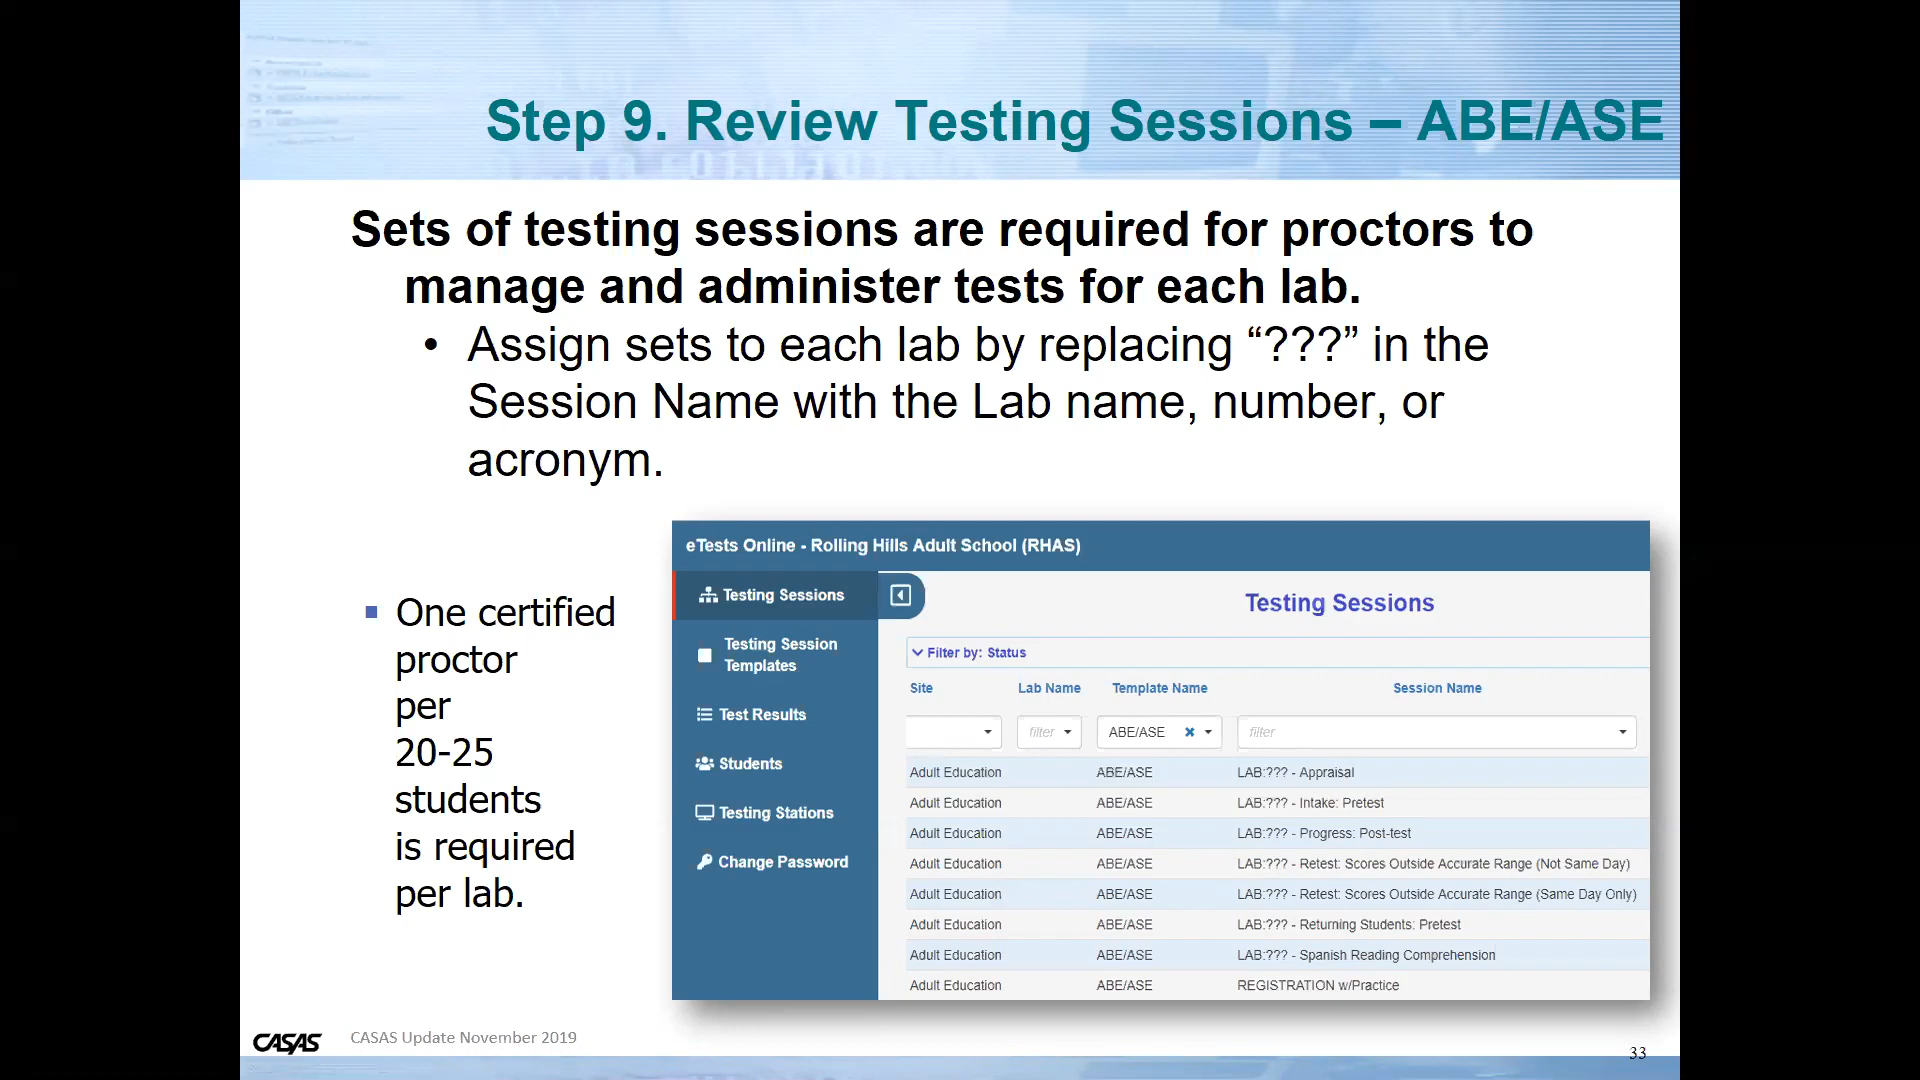 Step 9. Review Testing Sessions – ABE/ASE
Sets of testing sessions are required for proctors to
manage and administer tests for each lab.
• Assign sets to each lab by replacing “???” in the
Session Name with the Lab name, number, or
acronym.
One certified
proctor
per
20-25
students
is required
per lab.
eTests Online - Rolling Hills Adult School (RHAS)
Testing Sessions
Testing Session
Templates
Test Results
Students
Testing Stations
Change Password
Testing Sessions
Filter by: Status
Site Lab Name Template Name Session Name
filter ABE/ASE filter
Adult Education ABE/ASE LAB:??? - Appraisal
Adult Education ABE/ASE LAB:??? - Intake: Pretest
Adult Education ABE/ASE LAB:??? - Progress: Post-test
Adult Education ABE/ASE LAB:??? - Retest: Scores Outside Accurate Range (Not Same Day)
Adult Education ABE/ASE LAB:??? - Retest: Scores Outside Accurate Range (Same Day Only)
Adult Education ABE/ASE LAB:??? - Returning Students: Pretest
Adult Education ABE/ASE LAB:??? - Spanish Reading Comprehension
Adult Education ABE/ASE REGISTRATION w/Practice
CASAS CASAS Update November 2019
33